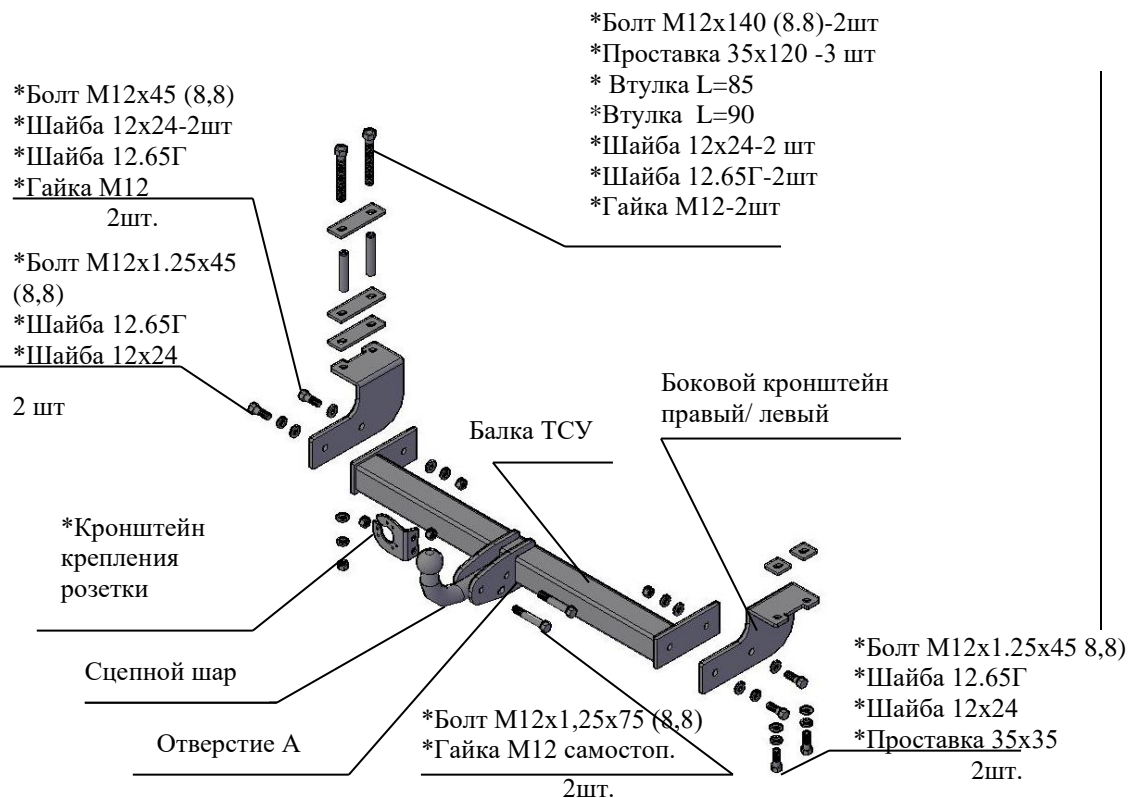 *Болт М12х140 (8.8)-2шт
*Проставка 35х120 -3 шт
* Втулка L=85
*Втулка L=90
*Шайба 12х24-2 шт
*Шайба 12.65Г-2шт
*Гайка М12-2шт
*Болт М12х45 (8,8)
*Шайба 12х24-2шт
*Шайба 12.65Г
*Гайка М12
2шт.
*Болт М12х1.25х45
(8,8)
*Шайба 12.65Г
*Шайба 12х24
2 шт
Боковой кронштейн
правый/ левый
Балка ТСУ
*Кронштейн
крепления
розетки
Сцепной шар
Отверстие А
*Болт М12х1,25х75 (8,8)
*Гайка М12 самостоп.
2шт.
*Болт М12х1.25х45 8,8)
*Шайба 12.65Г
*Шайба 12х24
*Проставка 35х35
2шт.